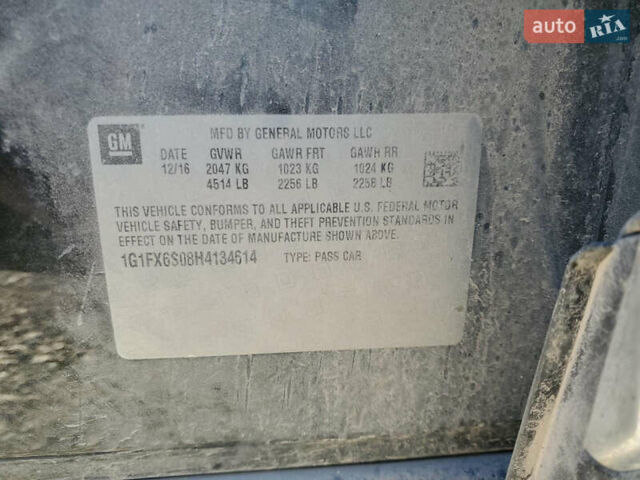 auto RIA .com
GM
MFD BY GENERAL MOTORS LLC
DATE GVWR GAWR FRT GAWR RR
12/16 2047 KG 1023 KG 1024 KG
4514 LB 2256 LB 2258 LB
THIS VEHICLE CONFORMS TO ALL APPLICABLE U.S. FEDERAL MOTOR
VEHICLE SAFETY, BUMPER, AND THEFT PREVENTION STANDARDS IN
EFFECT ON THE DATE OF MANUFACTURE SHOWN ABOVE.
1G1FX6S08H4134614 TYPE: PASS CAR